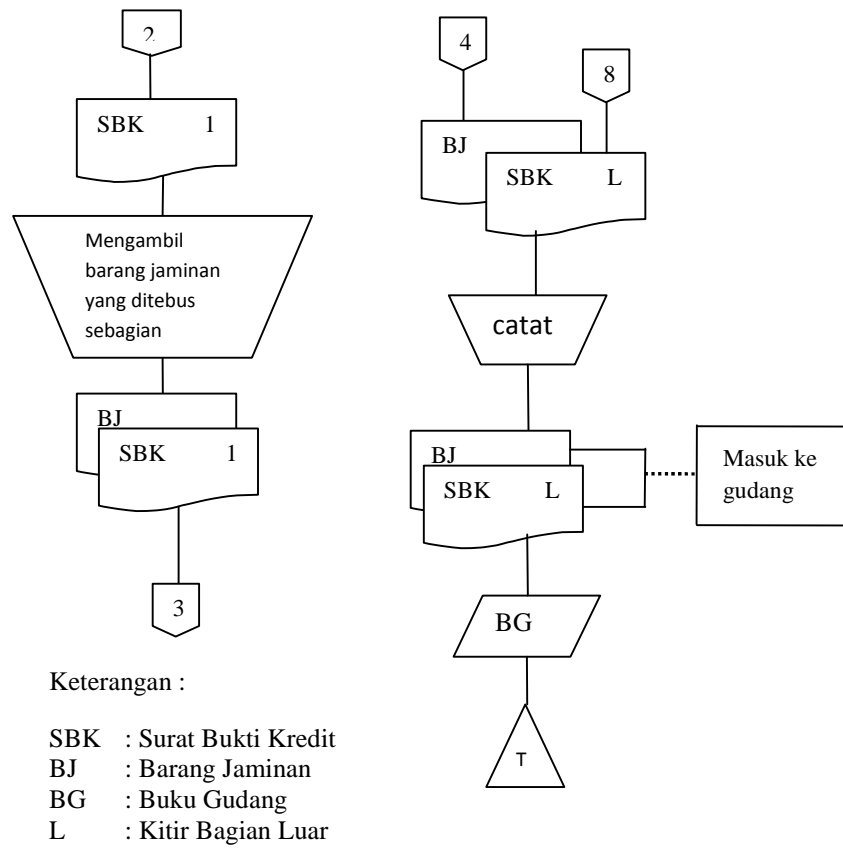 2
SBK 1
Mengambil
barang jaminan
yang ditebus
sebagian
BJ
SBK 1
3
4
8
BJ
SBK L
catat
BJ
SBK L
Masuk ke
gudang
BG
T
Keterangan :
SBK : Surat Bukti Kredit
BJ : Barang Jaminan
BG : Buku Gudang
L : Kitir Bagian Luar